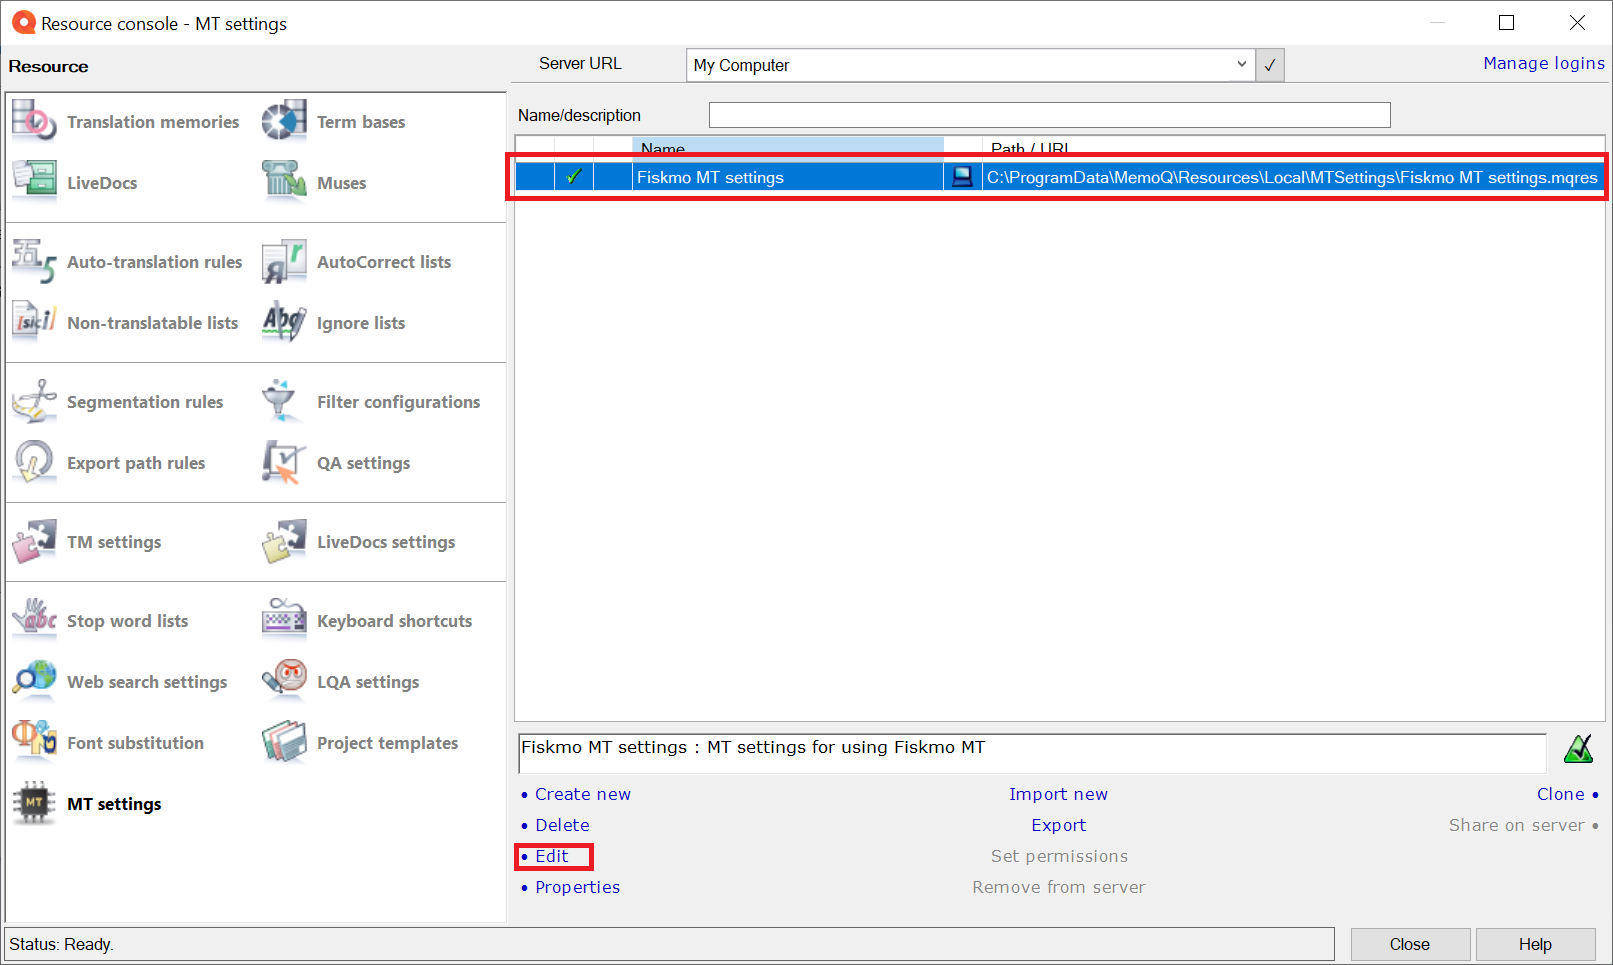 Resource console - MT settings
Resource
Server URL
My Computer
Manage logins
Translation memories
Term bases
LiveDocs
Muses
Auto-translation rules
AutoCorrect lists
Non-translatable lists
Ignore lists
Segmentation rules
Filter configurations
Export path rules
QA settings
TM settings
LiveDocs settings
Stop word lists
Keyboard shortcuts
Web search settings
LQA settings
Font substitution
Project templates
MT
MT settings
Name/description
Name
Path / URL
Fiskmo MT settings
C:\ProgramData\MemoQ\Resources\Local\MTSettings\Fiskmo MT settings.mqres
Fiskmo MT settings : MT settings for using Fiskmo MT
• Create new
Import new
Clone •
• Delete
Export
Share on server •
• Edit
Set permissions
• Properties
Remove from server
Status: Ready.
Close
Help